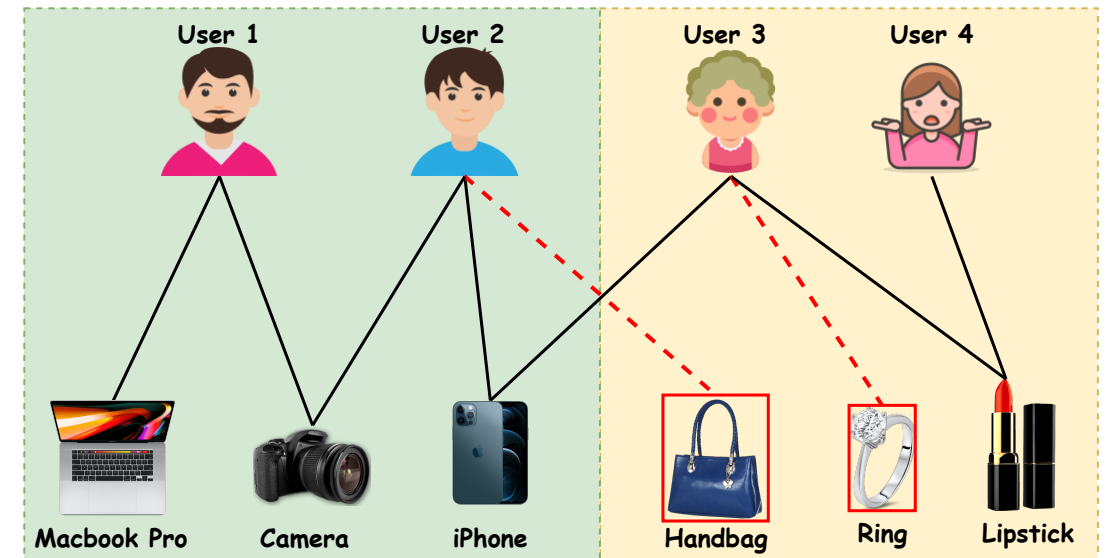 User 1
User 2
User 3
User 4
Macbook Pro
Camera
iPhone
Handbag
Ring
Lipstick